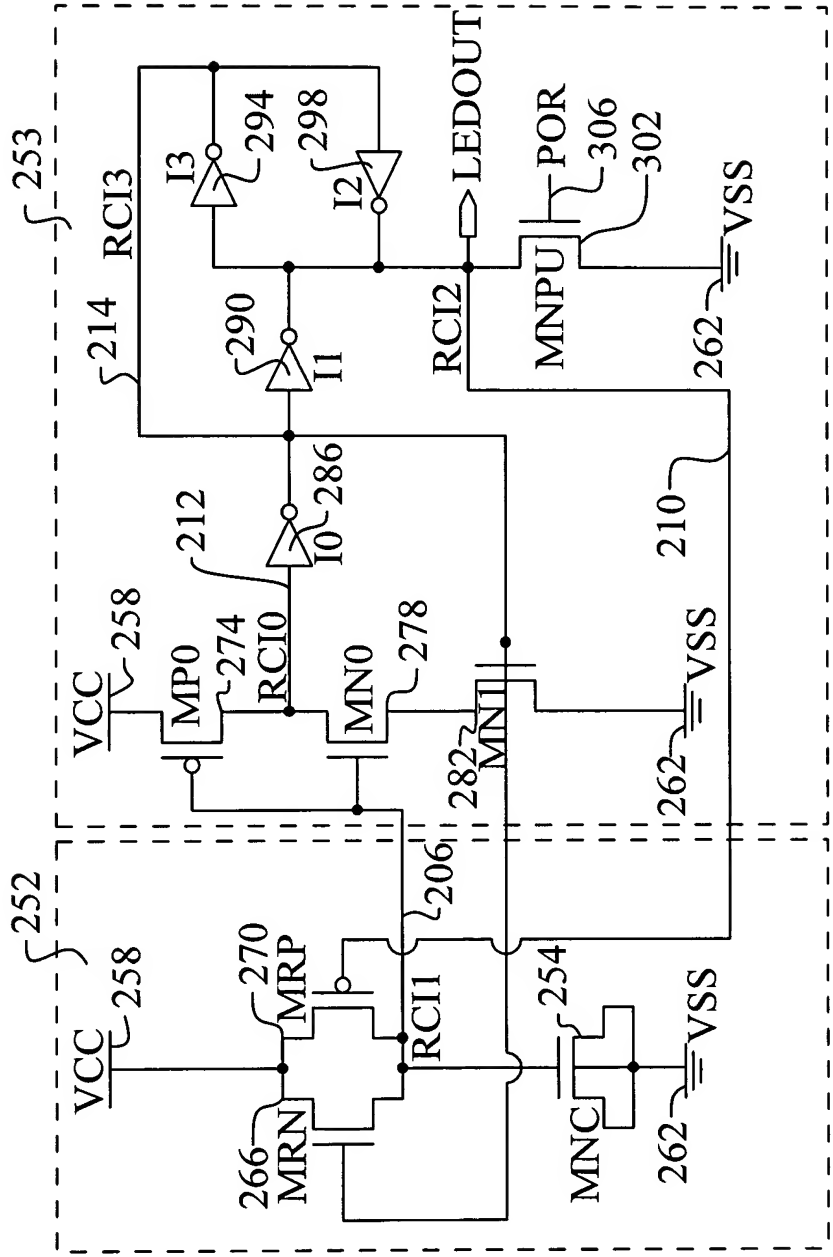 252
VCC
258
266
MRN
270
MRP
206
RCI1
254
MNC
262
VSS
253
VCC
258
MP0
274
RCI0
212
MN0
278
282
MN1
262
VSS
I0
286
214
RCI3
290
I1
I3
294
298
I2
RCI2
LEDOUT
MNPU
POR
306
302
262
VSS
210